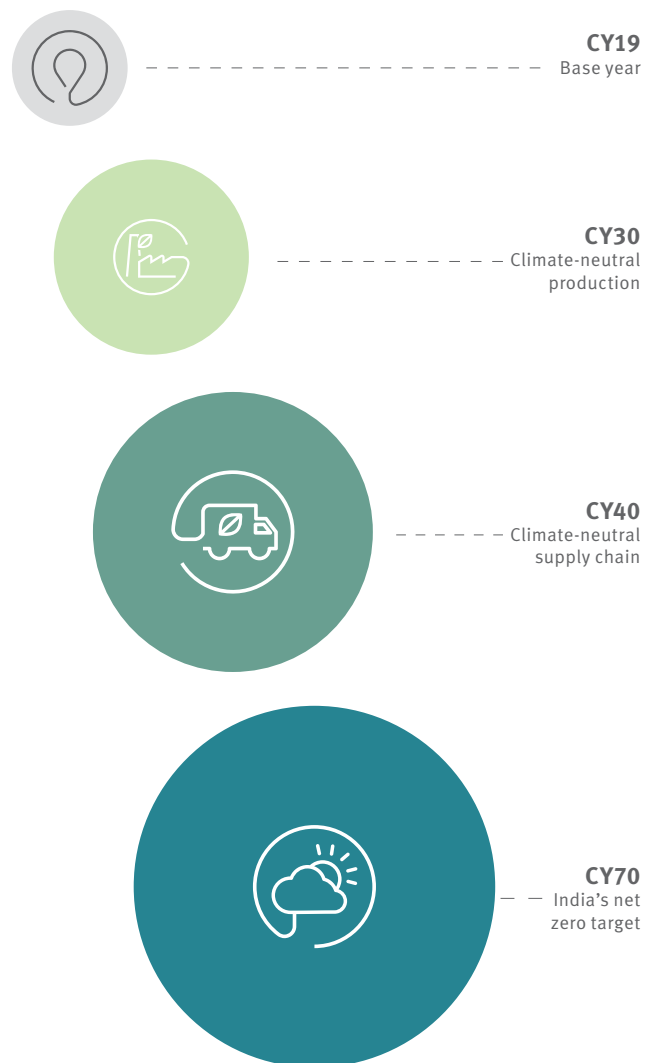 CY19
Base year
CY30
Climate-neutral
production
CY40
Climate-neutral
supply chain
CY70
India’s net
zero target